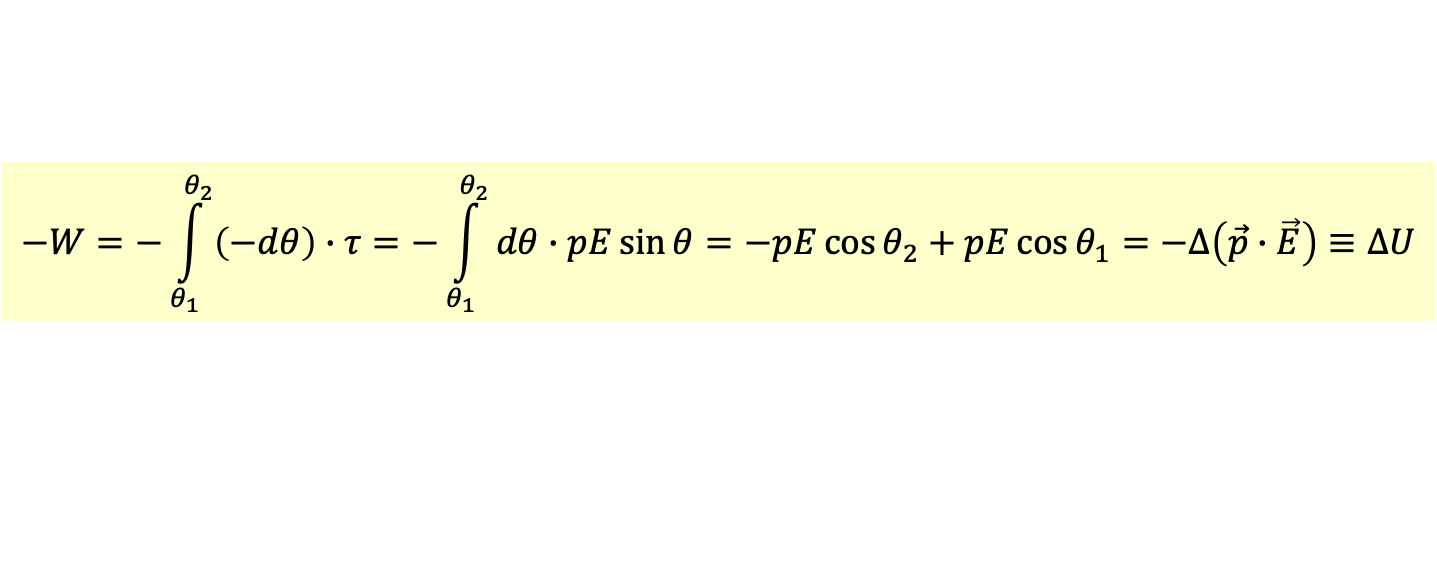 −W = − ∫_{θ₁}^{θ₂} (−dθ) · τ = − ∫_{θ₁}^{θ₂} dθ · pE sin θ = −pE cos θ₂ + pE cos θ₁ = −Δ(p⃗ · E⃗) ≡ ΔU